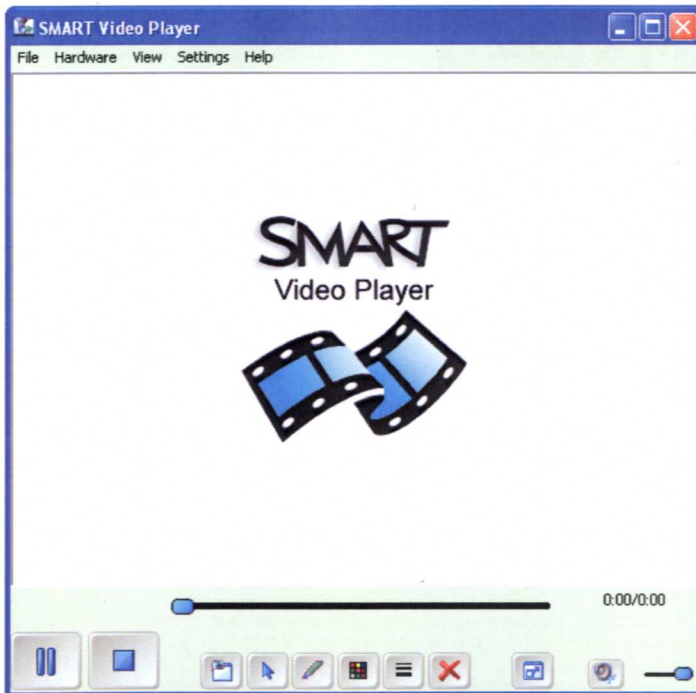 SMART Video Player
File Hardware View Settings Help
SMART
Video Player
0:00/0:00